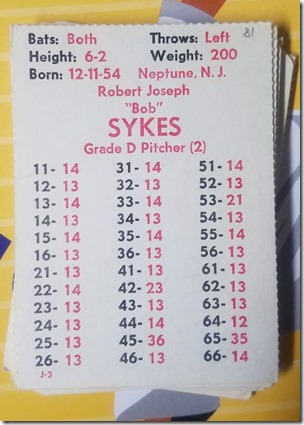 81
Bats: Both Throws: Left
Height: 6-2 Weight: 200
Born: 12-11-54 Neptune, N. J.
Robert Joseph
"Bob"
SYKES
Grade D Pitcher (2)
11- 14 31- 14 51- 14
12- 13 32- 13 52- 13
13- 13 33- 14 53- 21
14- 13 34- 13 54- 13
15- 14 35- 14 55- 14
16- 13 36- 13 56- 13
21- 13 41- 13 61- 13
22- 14 42- 23 62- 13
23- 13 43- 13 63- 13
24- 13 44- 14 64- 12
25- 13 45- 36 65- 35
26- 13 46- 13 66- 14
J-3